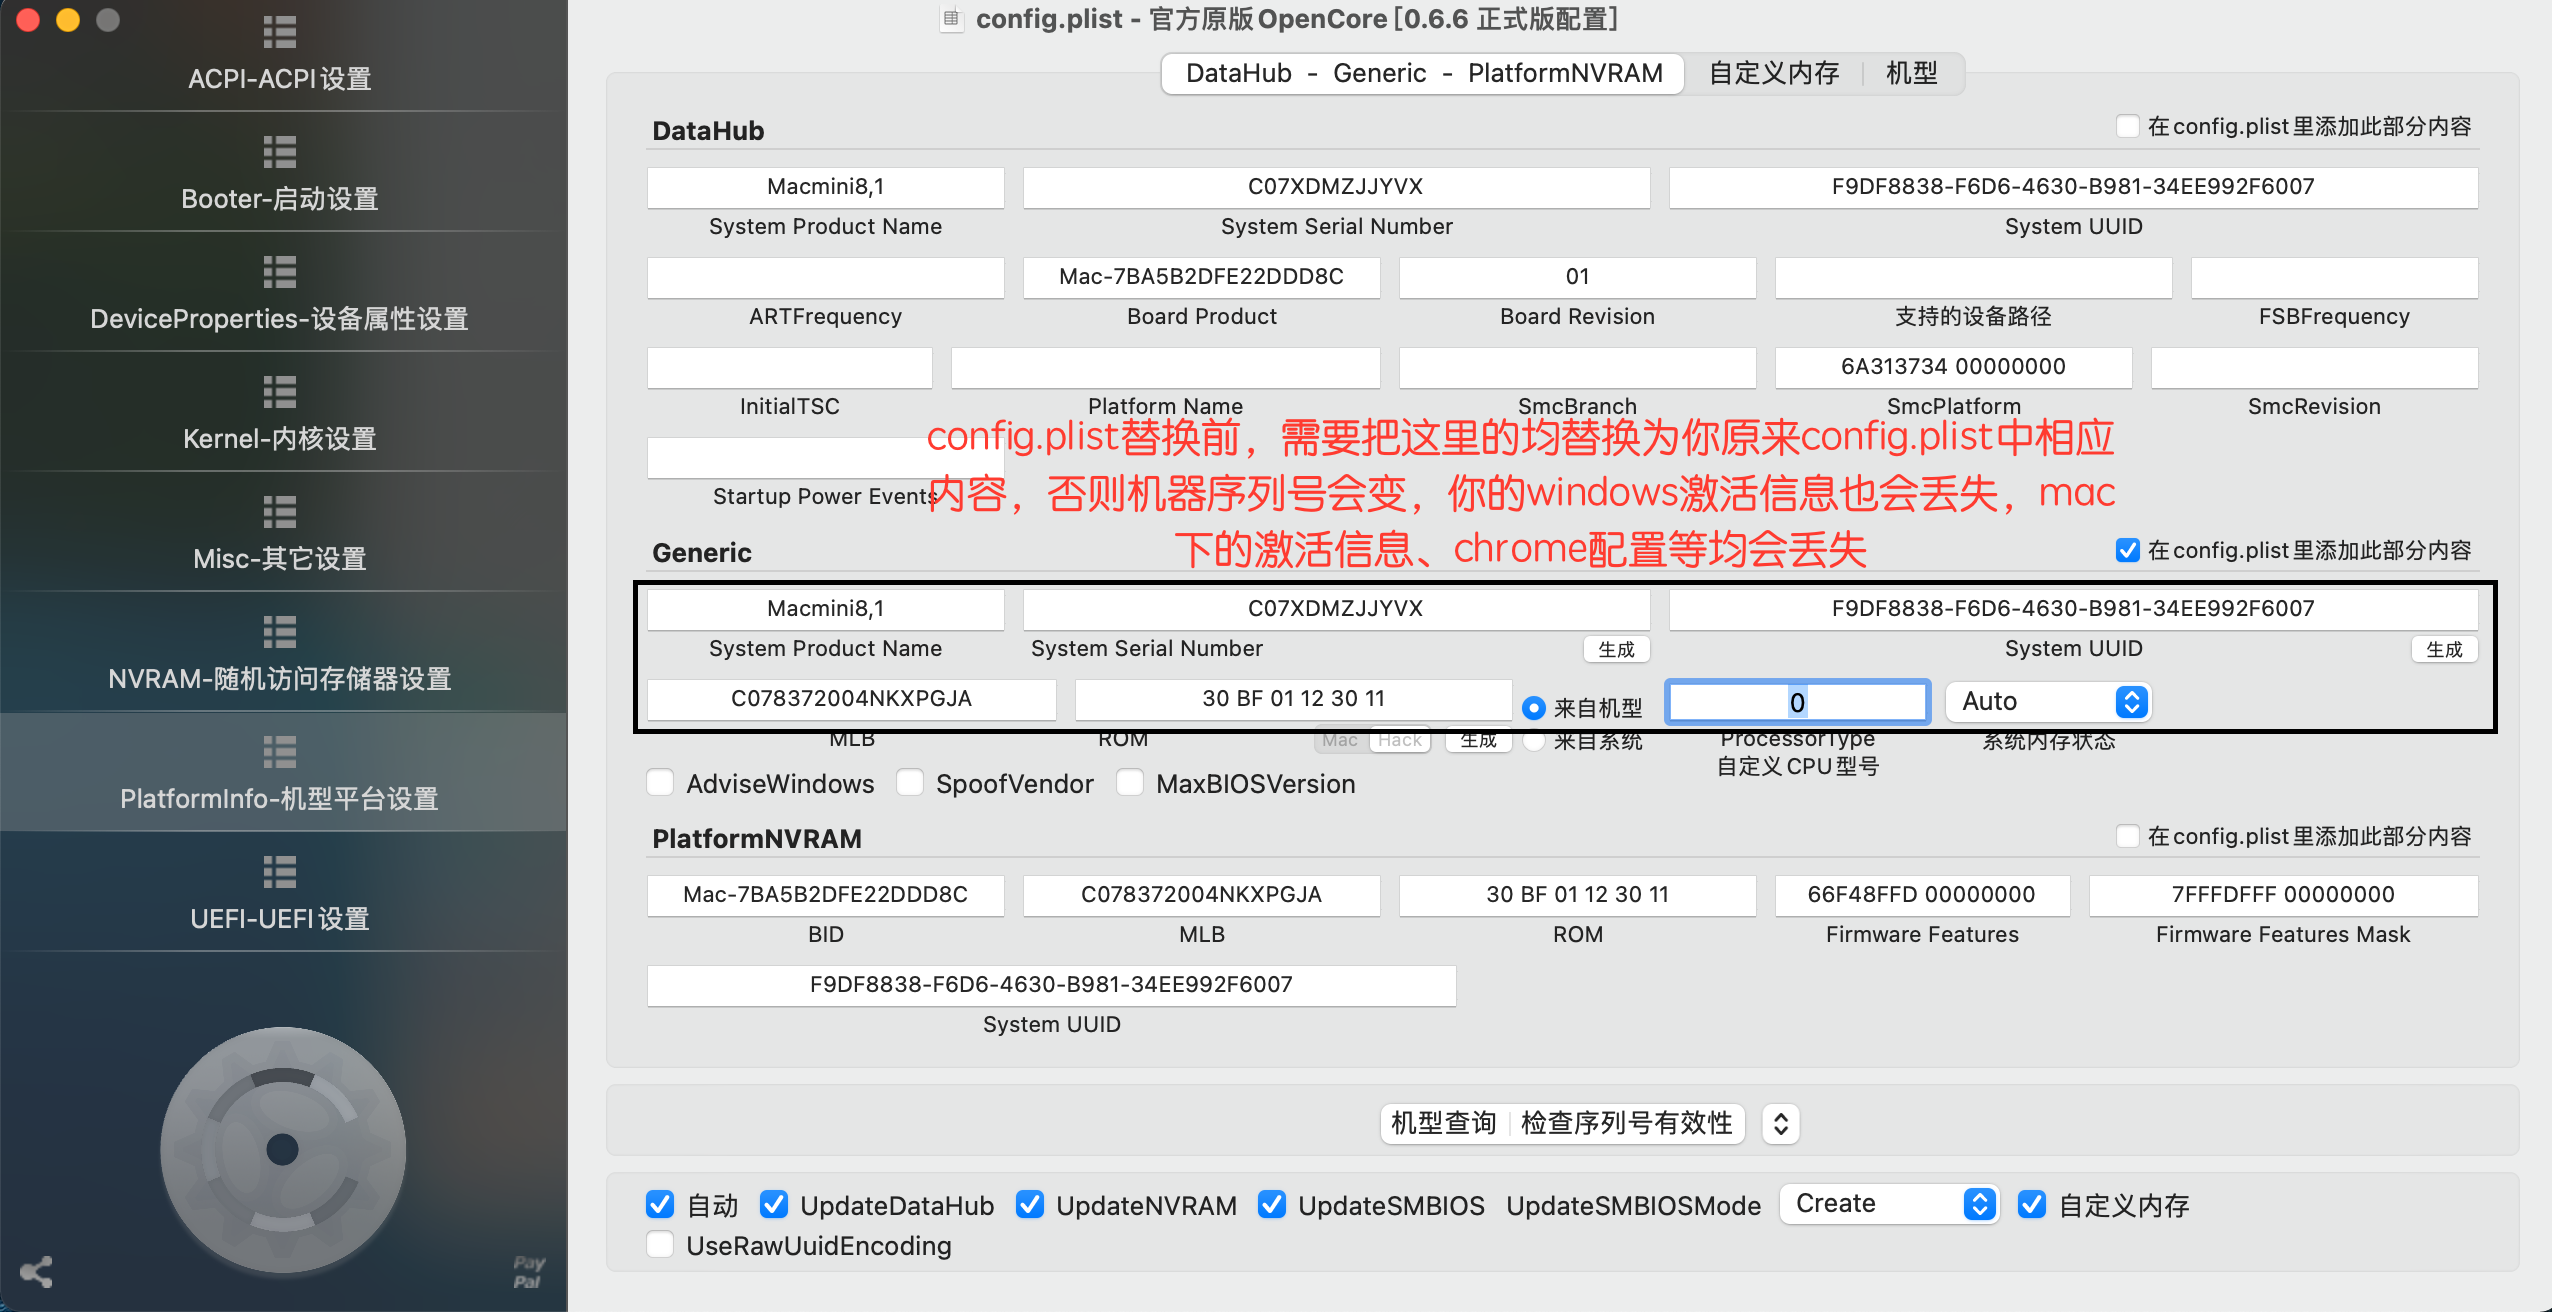 config.plist - 官方原版OpenCore[0.6.6 正式版配置]
ACPI-ACPI设置
Booter-启动设置
DeviceProperties-设备属性设置
Kernel-内核设置
Misc-其它设置
NVRAM-随机访问存储器设置
PlatformInfo-机型平台设置
UEFI-UEFI设置
Pay
Pal
DataHub - Generic - PlatformNVRAM 自定义内存 机型
DataHub 在config.plist里添加此部分内容
Macmini8,1 C07XDMZJJYVX F9DF8838-F6D6-4630-B981-34EE992F6007
System Product Name System Serial Number System UUID
Mac-7BA5B2DFE22DDD8C 01
ARTFrequency Board Product Board Revision 支持的设备路径 FSBFrequency
6A313734 00000000
InitialTSC Platform Name SmcBranch SmcPlatform SmcRevision
config.plist替换前，需要把这里的均替换为你原来config.plist中相应
Startup Power Events
内容，否则机器序列号会变，你的windows激活信息也会丢失，mac
下的激活信息、chrome配置等均会丢失
Generic 在config.plist里添加此部分内容
Macmini8,1 C07XDMZJJYVX F9DF8838-F6D6-4630-B981-34EE992F6007
System Product Name System Serial Number 生成 System UUID 生成
C078372004NKXPGJA 30 BF 01 12 30 11 来自机型 0 Auto
MLB ROM Mac Hack 生成 来自系统 ProcessorType 系统内存状态
自定义CPU型号
AdviseWindows SpoofVendor MaxBIOSVersion
PlatformNVRAM 在config.plist里添加此部分内容
Mac-7BA5B2DFE22DDD8C C078372004NKXPGJA 30 BF 01 12 30 11 66F48FFD 00000000 7FFFDFFF 00000000
BID MLB ROM Firmware Features Firmware Features Mask
F9DF8838-F6D6-4630-B981-34EE992F6007
System UUID
机型查询 检查序列号有效性
自动 UpdateDataHub UpdateNVRAM UpdateSMBIOS UpdateSMBIOSMode Create 自定义内存
UseRawUuidEncoding